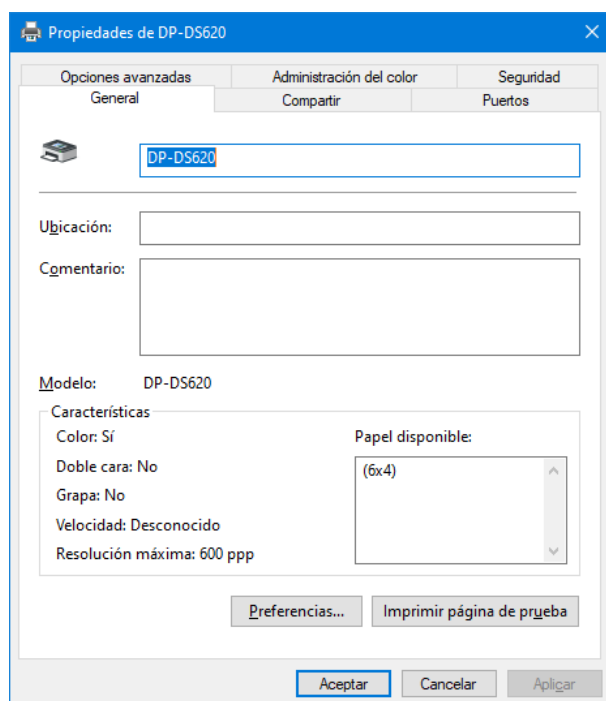 Propiedades de DP-DS620
Opciones avanzadas Administración del color Seguridad
General Compartir Puertos
DP-DS620
Ubicación:
Comentario:
Modelo: DP-DS620
Características
Color: Sí Papel disponible:
Doble cara: No (6x4)
Grapa: No
Velocidad: Desconocido
Resolución máxima: 600 ppp
Preferencias... Imprimir página de prueba
Aceptar Cancelar Aplicar